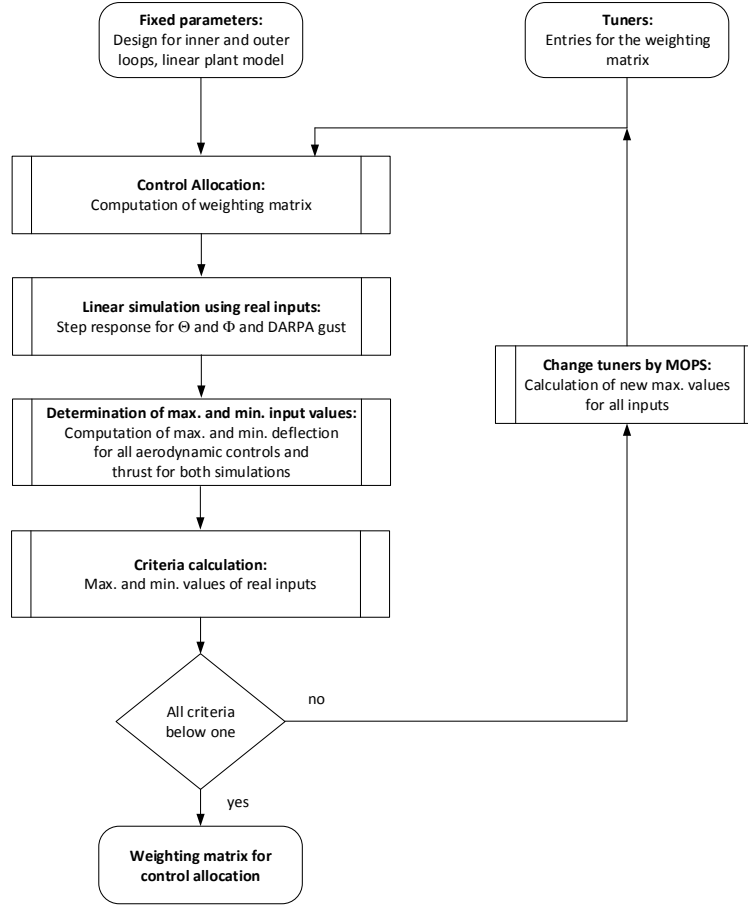 Fixed parameters:
Design for inner and outer
loops, linear plant model
Tuners:
Entries for the weighting
matrix
Control Allocation:
Computation of weighting matrix
Linear simulation using real inputs:
Step response for Θ and Φ and DARPA gust
Change tuners by MOPS:
Calculation of new max. values
for all inputs
Determination of max. and min. input values:
Computation of max. and min. deflection
for all aerodynamic controls and
thrust for both simulations
Criteria calculation:
Max. and min. values of real inputs
All criteria
below one
no
yes
Weighting matrix for
control allocation